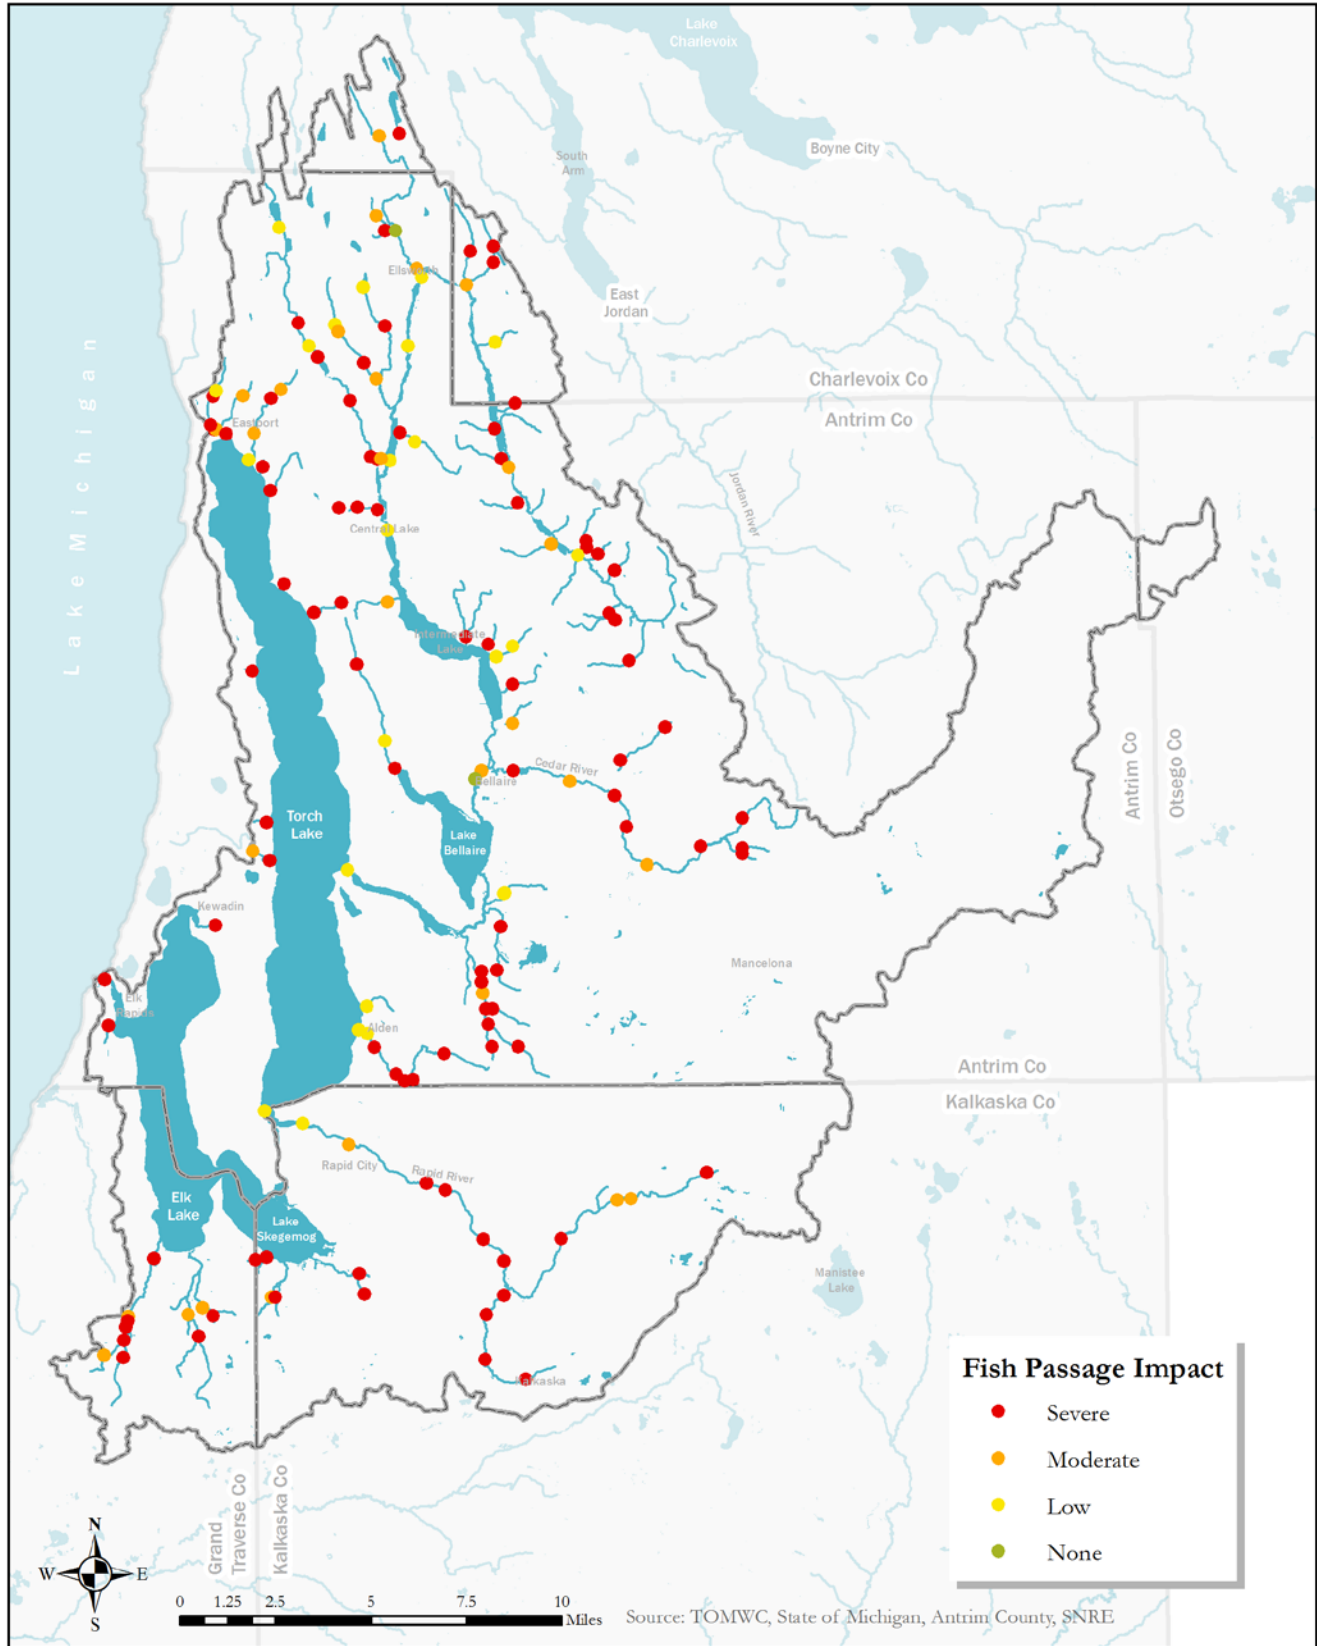 Lake
Charlevoix
Boyne City
South
Arm
Ellsworth
East
Jordan
Lake Michigan
Charlevoix Co
Antrim Co
Eastport
Jordan River
Central Lake
Intermediate
Lake
Cedar River
Bellaire
Antrim Co
Otsego Co
Torch
Lake
Lake
Bellaire
Kewadin
Mancelona
Elk
Rapids
Alden
Antrim Co
Kalkaska Co
Rapid City
Rapid River
Elk
Lake
Lake
Skegemog
Manistee
Lake
Kalkaska
Fish Passage Impact
Severe
Moderate
Low
None
Grand
Traverse Co
Kalkaska Co
N
W E
S
0 1.25 2.5 5 7.5 10
Miles
Source: TOMWC, State of Michigan, Antrim County, SNRE